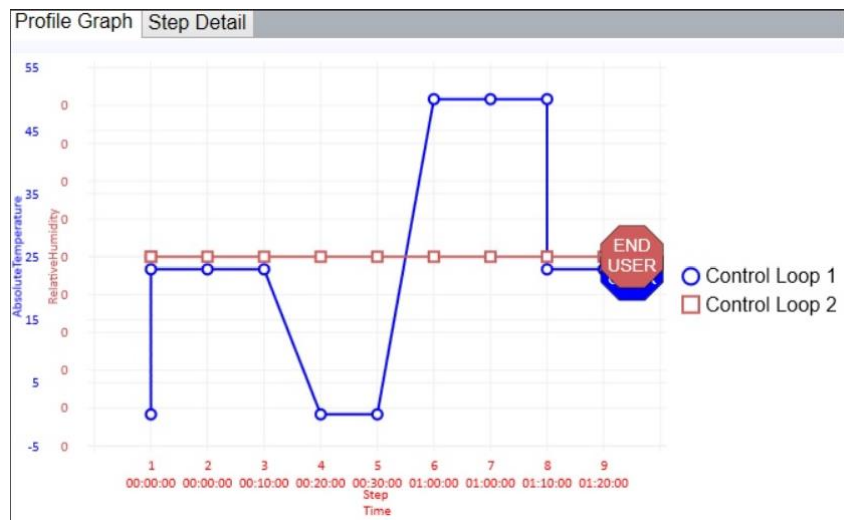 Profile Graph Step Detail
55
45
35
25
15
5
-5
AbsoluteTemperature
0
0
0
0
0
0
0
0
0
0
RelativeHumidity
END
USER
Control Loop 1
Control Loop 2
1 2 3 4 5 6 7 8 9
00:00:00 00:00:00 00:10:00 00:20:00 00:30:00 01:00:00 01:00:00 01:10:00 01:20:00
Step
Time